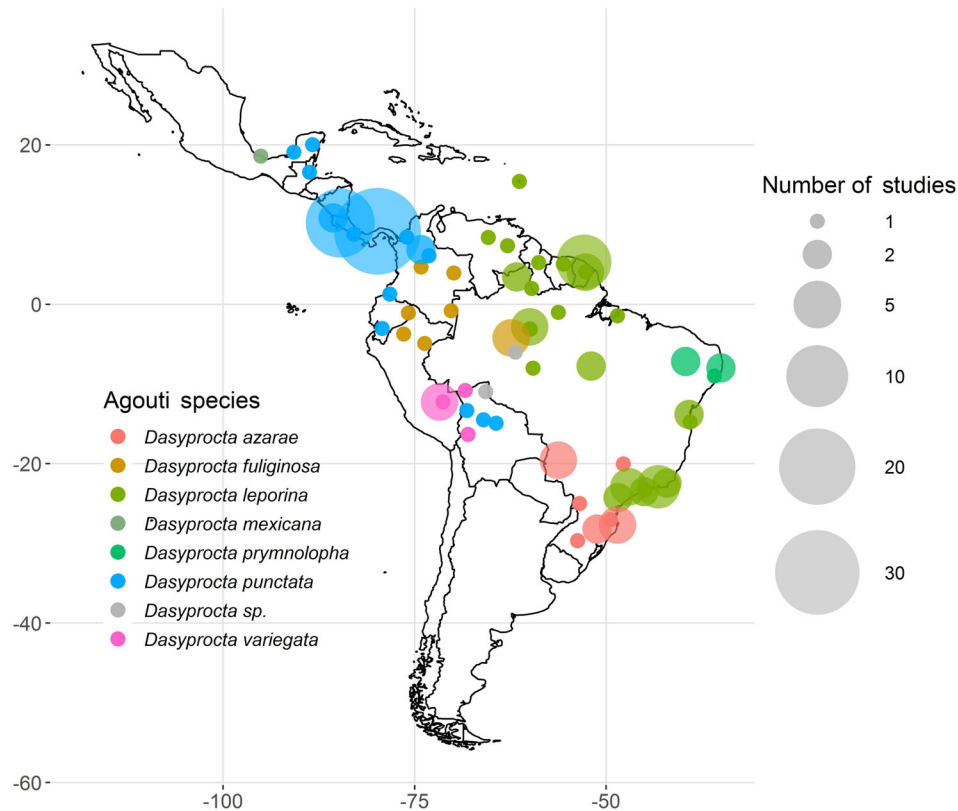 20
0
-20
-40
-60
-100
-75
-50
Agouti species
Dasyprocta azarae
Dasyprocta fuliginosa
Dasyprocta leporina
Dasyprocta mexicana
Dasyprocta prymnolopha
Dasyprocta punctata
Dasyprocta sp.
Dasyprocta variegata
Number of studies
1
2
5
10
20
30